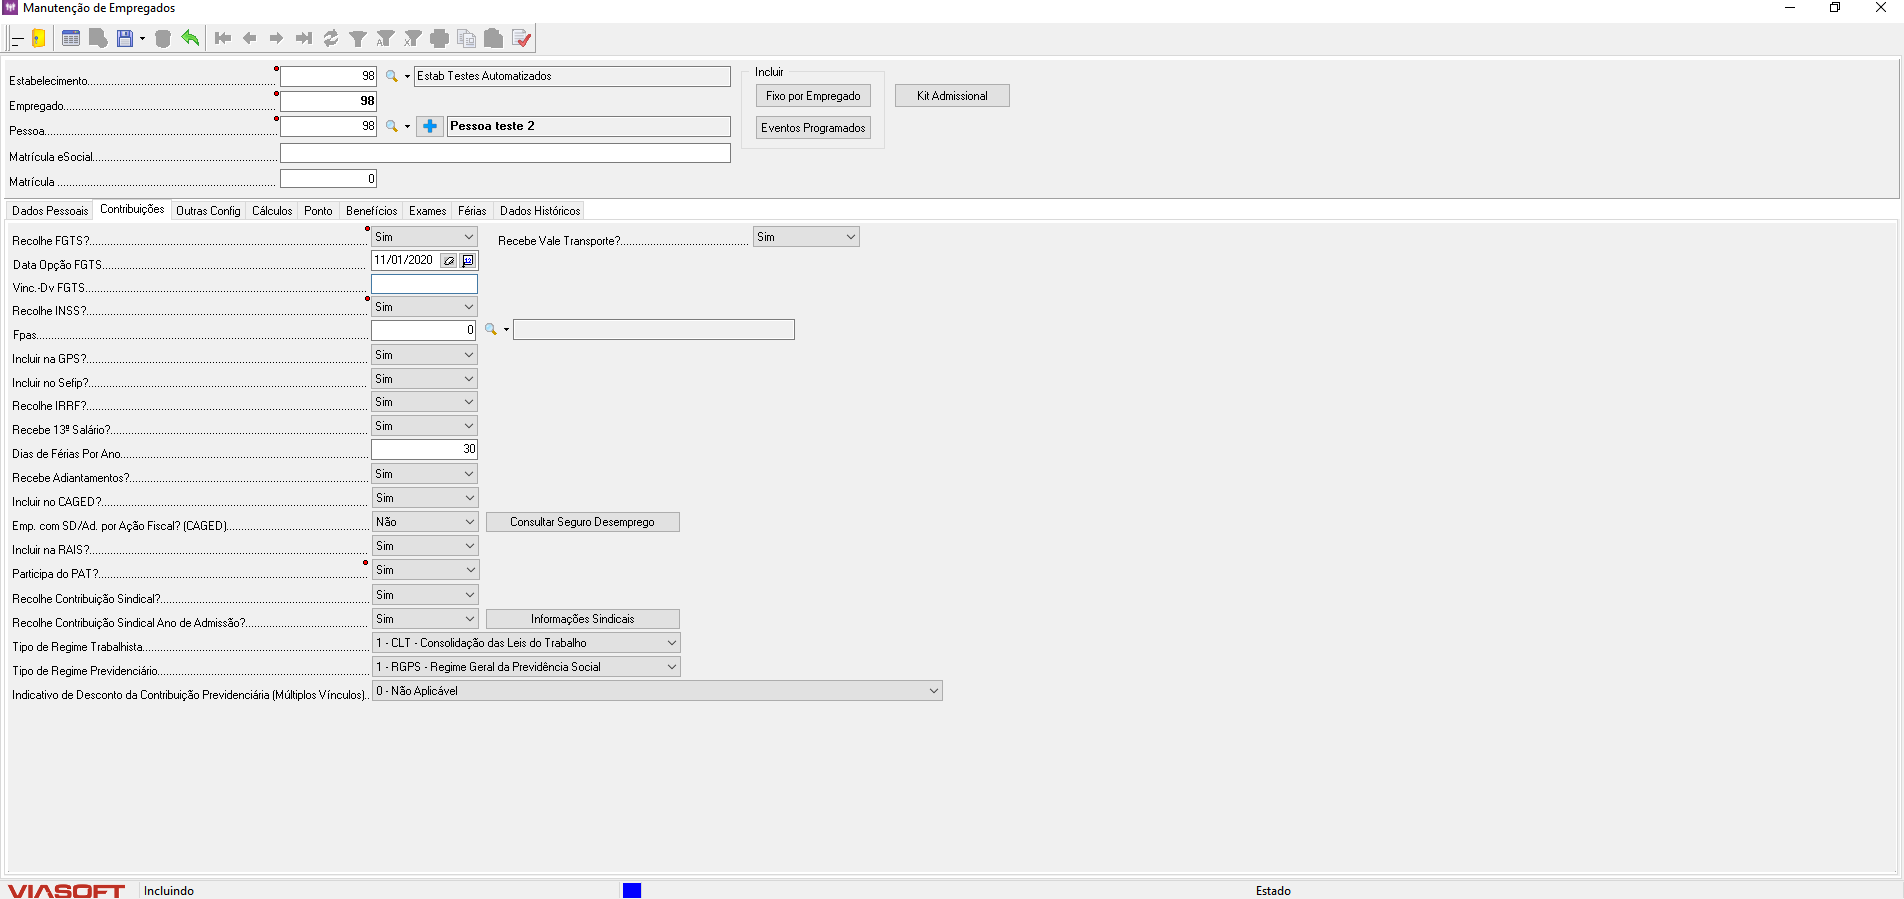 Manutenção de Empregados
Estabelecimento 98 Estab Testes Automatizados
Empregado 98
Pessoa 98 Pessoa teste 2
Matrícula eSocial
Matrícula 0
Incluir
Fixo por Empregado
Kit Admissional
Eventos Programados
Dados Pessoais Contribuições Outras Config Cálculos Ponto Benefícios Exames Férias Dados Históricos
Recolhe FGTS? Sim Recebe Vale Transporte? Sim
Data Opção FGTS 11/01/2020
Vinc.-Dv FGTS
Recolhe INSS? Sim
Fpas 0
Incluir na GPS? Sim
Incluir no Sefip? Sim
Recolhe IRRF? Sim
Recebe 13º Salário? Sim
Dias de Férias Por Ano 30
Recebe Adiantamentos? Sim
Incluir no CAGED? Sim
Emp. com SD/Ad. por Ação Fiscal? (CAGED) Não Consultar Seguro Desemprego
Incluir na RAIS? Sim
Participa do PAT? Sim
Recolhe Contribuição Sindical? Sim
Recolhe Contribuição Sindical Ano de Admissão? Sim Informações Sindicais
Tipo de Regime Trabalhista 1 - CLT - Consolidação das Leis do Trabalho
Tipo de Regime Previdenciário 1 - RGPS - Regime Geral da Previdência Social
Indicativo de Desconto da Contribuição Previdenciária (Múltiplos Vínculos) 0 - Não Aplicável
VIASOFT Incluindo Estado